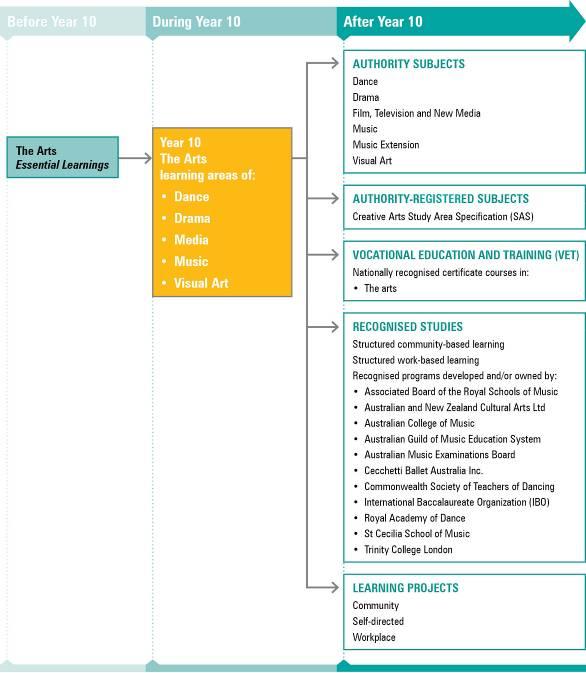 Before Year 10
During Year 10
After Year 10
The Arts
Essential Learnings
Year 10
The Arts
learning areas of:
• Dance
• Drama
• Media
• Music
• Visual Art
AUTHORITY SUBJECTS
Dance
Drama
Film, Television and New Media
Music
Music Extension
Visual Art
AUTHORITY-REGISTERED SUBJECTS
Creative Arts Study Area Specification (SAS)
VOCATIONAL EDUCATION AND TRAINING (VET)
Nationally recognised certificate courses in:
• The arts
RECOGNISED STUDIES
Structured community-based learning
Structured work-based learning
Recognised programs developed and/or owned by:
• Associated Board of the Royal Schools of Music
• Australian and New Zealand Cultural Arts Ltd
• Australian College of Music
• Australian Guild of Music Education System
• Australian Music Examinations Board
• Cecchetti Ballet Australia Inc.
• Commonwealth Society of Teachers of Dancing
• International Baccalaureate Organization (IBO)
• Royal Academy of Dance
• St Cecilia School of Music
• Trinity College London
LEARNING PROJECTS
Community
Self-directed
Workplace